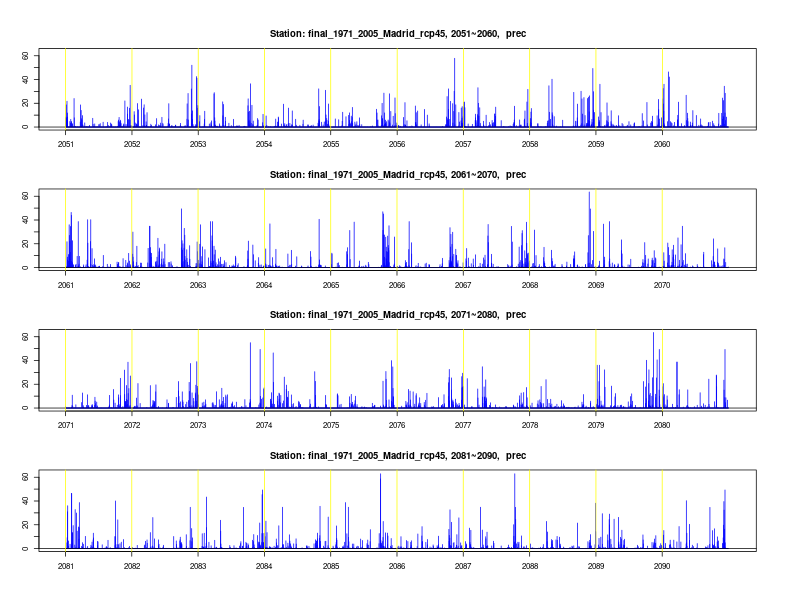 Station: final_1971_2005_Madrid_rcp45, 2051~2060, prec
60
40
20
0
2051 2052 2053 2054 2055 2056 2057 2058 2059 2060
Station: final_1971_2005_Madrid_rcp45, 2061~2070, prec
60
40
20
0
2061 2062 2063 2064 2065 2066 2067 2068 2069 2070
Station: final_1971_2005_Madrid_rcp45, 2071~2080, prec
60
40
20
0
2071 2072 2073 2074 2075 2076 2077 2078 2079 2080
Station: final_1971_2005_Madrid_rcp45, 2081~2090, prec
60
40
20
0
2081 2082 2083 2084 2085 2086 2087 2088 2089 2090